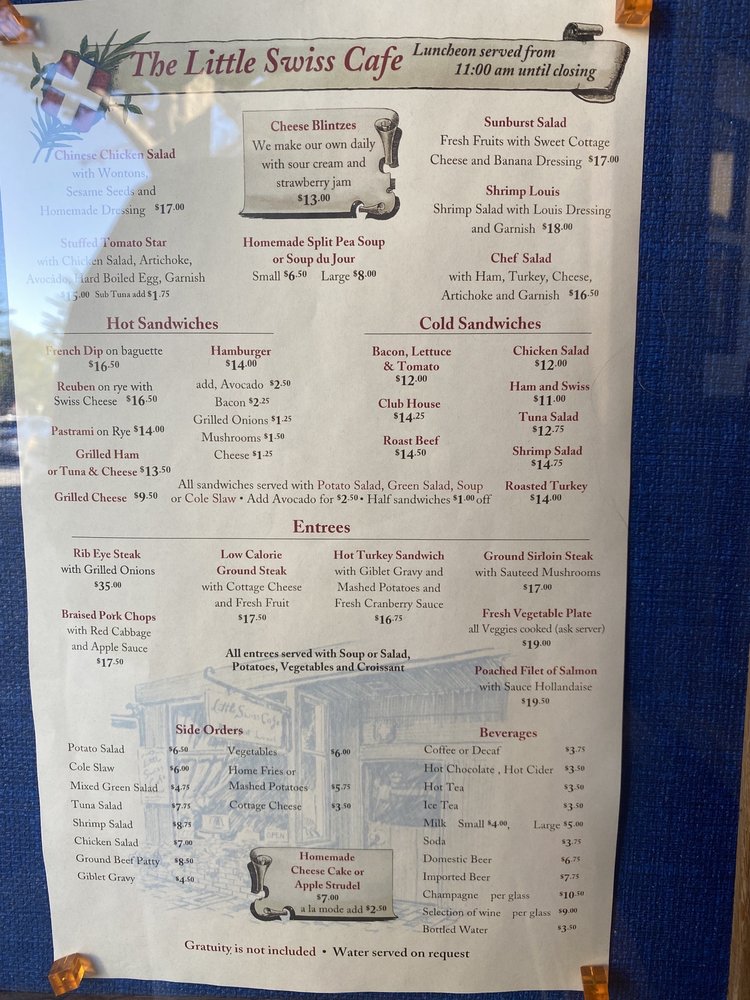 The Little Swiss Cafe
Luncheon served from
11:00 am until closing
Chinese Chicken Salad
with Wontons,
Sesame Seeds and
Homemade Dressing $17.00
Stuffed Tomato Star
with Chicken Salad, Artichoke,
Avocado, Hard Boiled Egg, Garnish
$15.00 Sub Tuna add $1.75
Cheese Blintzes
We make our own daily
with sour cream and
strawberry jam
$13.00
Homemade Split Pea Soup
or Soup du Jour
Small $6.50 Large $8.00
Sunburst Salad
Fresh Fruits with Sweet Cottage
Cheese and Banana Dressing $17.00
Shrimp Louis
Shrimp Salad with Louis Dressing
and Garnish $18.00
Chef Salad
with Ham, Turkey, Cheese,
Artichoke and Garnish $16.50
Hot Sandwiches
French Dip on baguette
$16.50
Reuben on rye with
Swiss Cheese $16.50
Pastrami on Rye $14.00
Grilled Ham
or Tuna & Cheese $13.50
Grilled Cheese $9.50
Hamburger
$14.00
add, Avocado $2.50
Bacon $2.25
Grilled Onions $1.25
Mushrooms $1.50
Cheese $1.25
Cold Sandwiches
Bacon, Lettuce
& Tomato
$12.00
Club House
$14.25
Roast Beef
$14.50
Chicken Salad
$12.00
Ham and Swiss
$11.00
Tuna Salad
$12.75
Shrimp Salad
$14.75
Roasted Turkey
$14.00
All sandwiches served with Potato Salad, Green Salad, Soup
or Cole Slaw • Add Avocado for $2.50 • Half sandwiches $1.00 off
Entrees
Rib Eye Steak
with Grilled Onions
$35.00
Braised Pork Chops
with Red Cabbage
and Apple Sauce
$17.50
Low Calorie
Ground Steak
with Cottage Cheese
and Fresh Fruit
$17.50
Hot Turkey Sandwich
with Giblet Gravy and
Mashed Potatoes and
Fresh Cranberry Sauce
$16.75
Ground Sirloin Steak
with Sauteed Mushrooms
$17.00
Fresh Vegetable Plate
all Veggies cooked (ask server)
$19.00
Poached Filet of Salmon
with Sauce Hollandaise
$19.50
All entrees served with Soup or Salad,
Potatoes, Vegetables and Croissant
Little Swiss Cafe
Side Orders
Potato Salad $6.50
Cole Slaw $6.00
Mixed Green Salad $4.75
Tuna Salad $7.75
Shrimp Salad $8.75
Chicken Salad $7.00
Ground Beef Patty $8.50
Giblet Gravy $4.50
Vegetables $6.00
Home Fries or
Mashed Potatoes $5.75
Cottage Cheese $3.50
OPEN
Homemade
Cheese Cake or
Apple Strudel
$7.00
a la mode add $2.50
Beverages
Coffee or Decaf $3.75
Hot Chocolate , Hot Cider $3.50
Hot Tea $3.50
Ice Tea $3.50
Milk Small $4.00, Large $5.00
Soda $3.75
Domestic Beer $6.75
Imported Beer $7.75
Champagne per glass $10.50
Selection of wine per glass $9.00
Bottled Water $3.50
Gratuity is not included • Water served on request